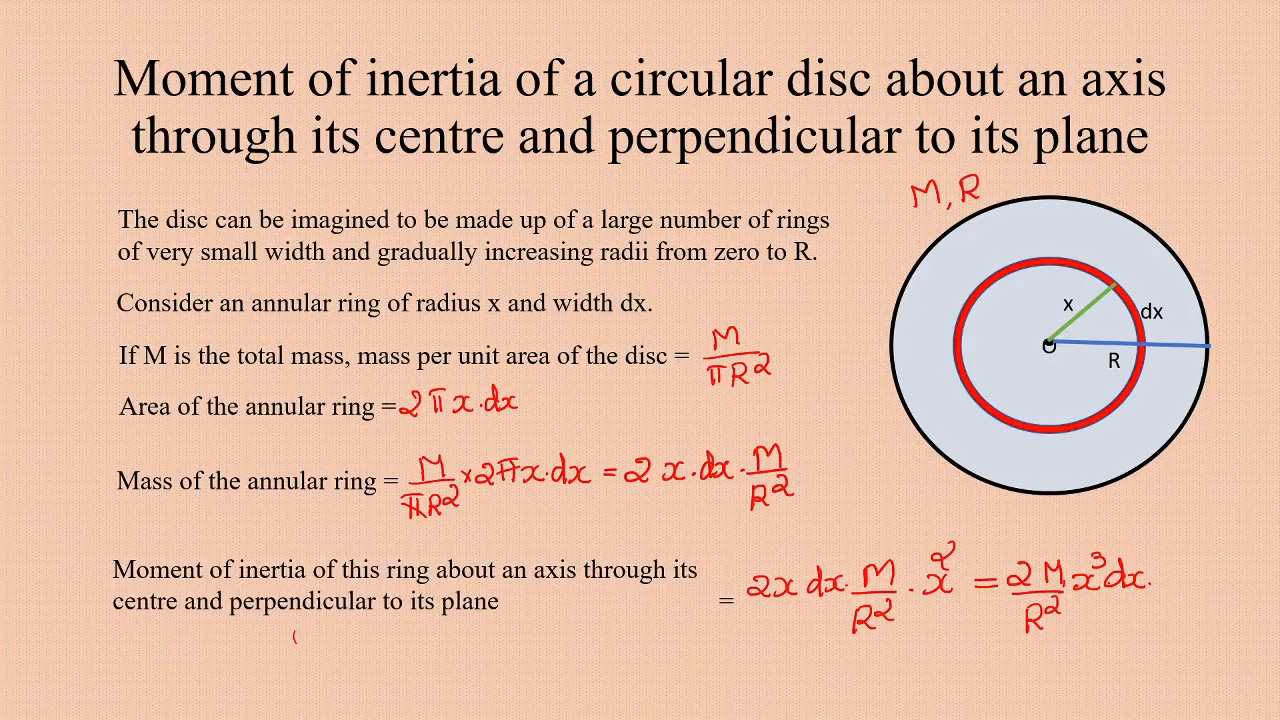 Moment of inertia of a circular disc about an axis
through its centre and perpendicular to its plane
M, R
The disc can be imagined to be made up of a large number of rings
of very small width and gradually increasing radii from zero to R.
Consider an annular ring of radius x and width dx.
If M is the total mass, mass per unit area of the disc = M/πR²
Area of the annular ring = 2πx·dx
Mass of the annular ring = M/πR² × 2πx·dx = 2x·dx·M/R²
Moment of inertia of this ring about an axis through its
centre and perpendicular to its plane = 2x dx·M/R²·x² = 2M/R² x³dx.
x
dx
O
R